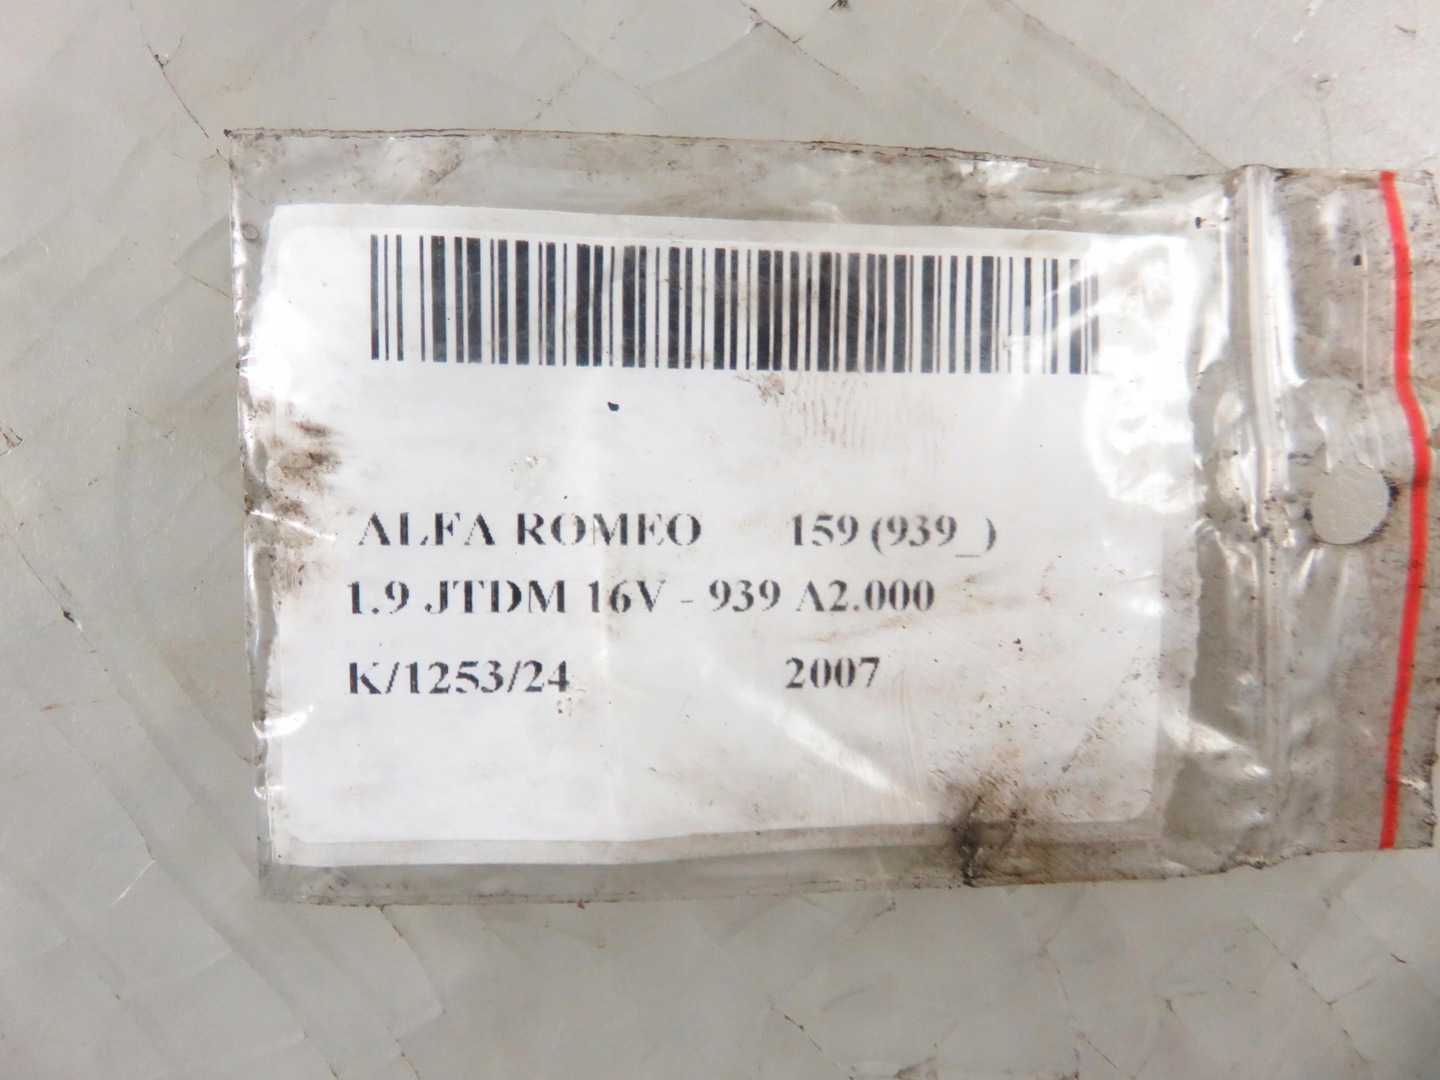 ALFA ROMEO 159 (939_)
1.9 JTDM 16V - 939 A2.000
K/1253/24 2007